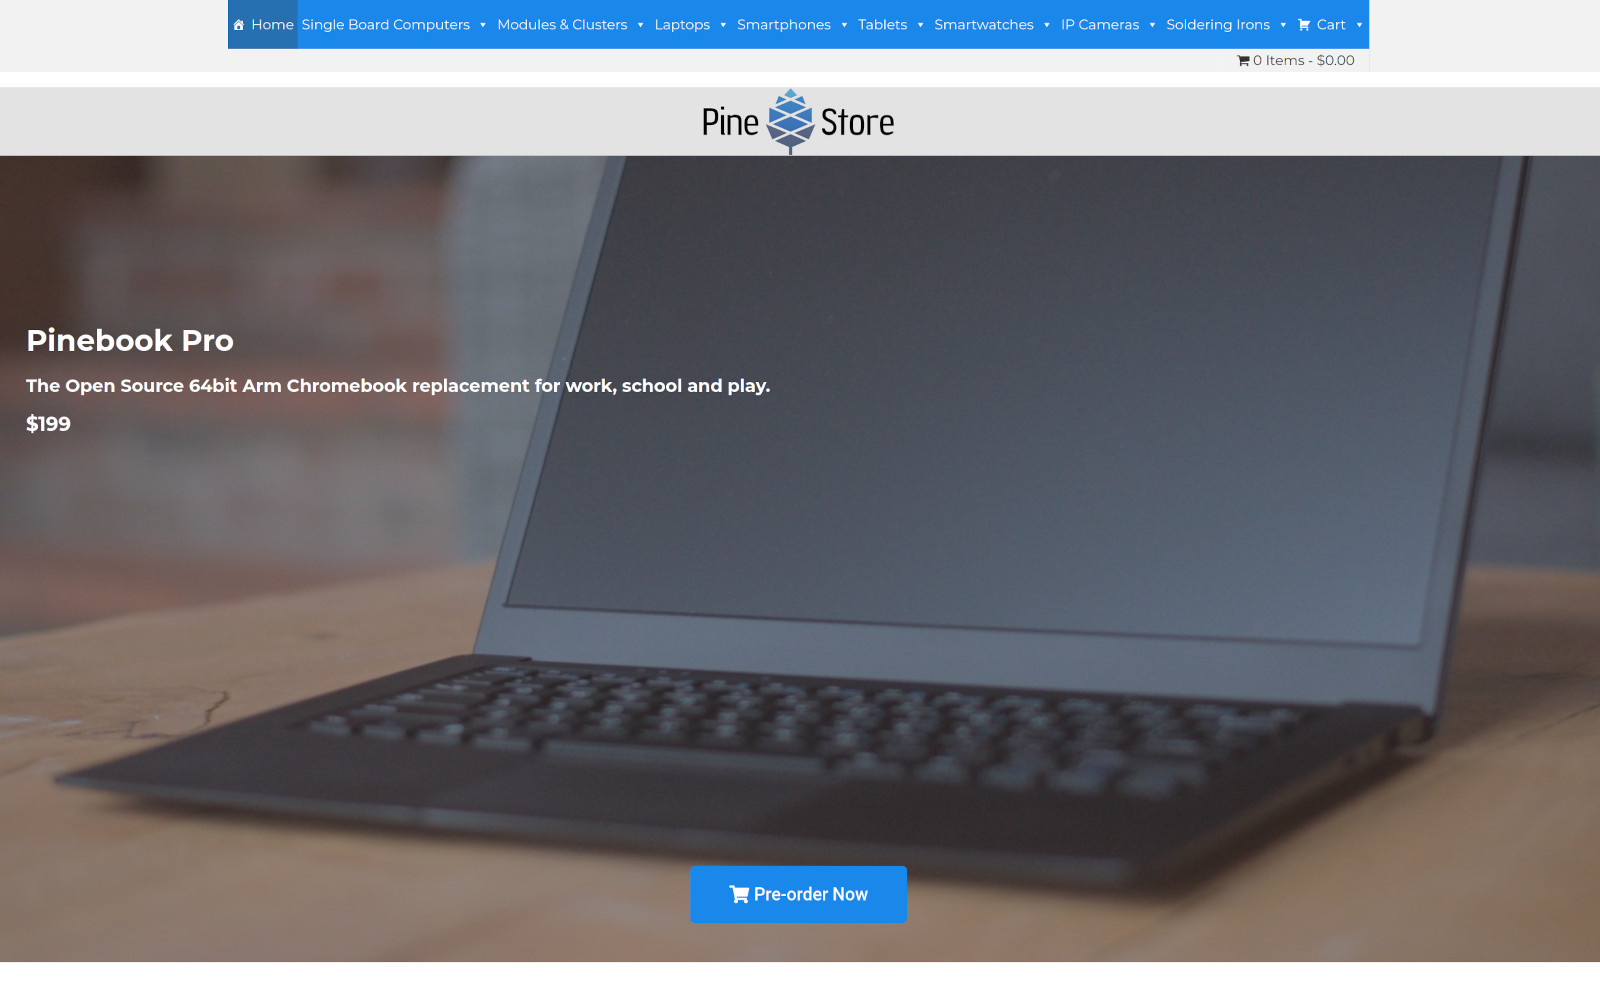 Home Single Board Computers Modules & Clusters Laptops Smartphones Tablets Smartwatches IP Cameras Soldering Irons Cart
0 Items - $0.00
Pine Store
Pinebook Pro
The Open Source 64bit Arm Chromebook replacement for work, school and play.
$199
Pre-order Now